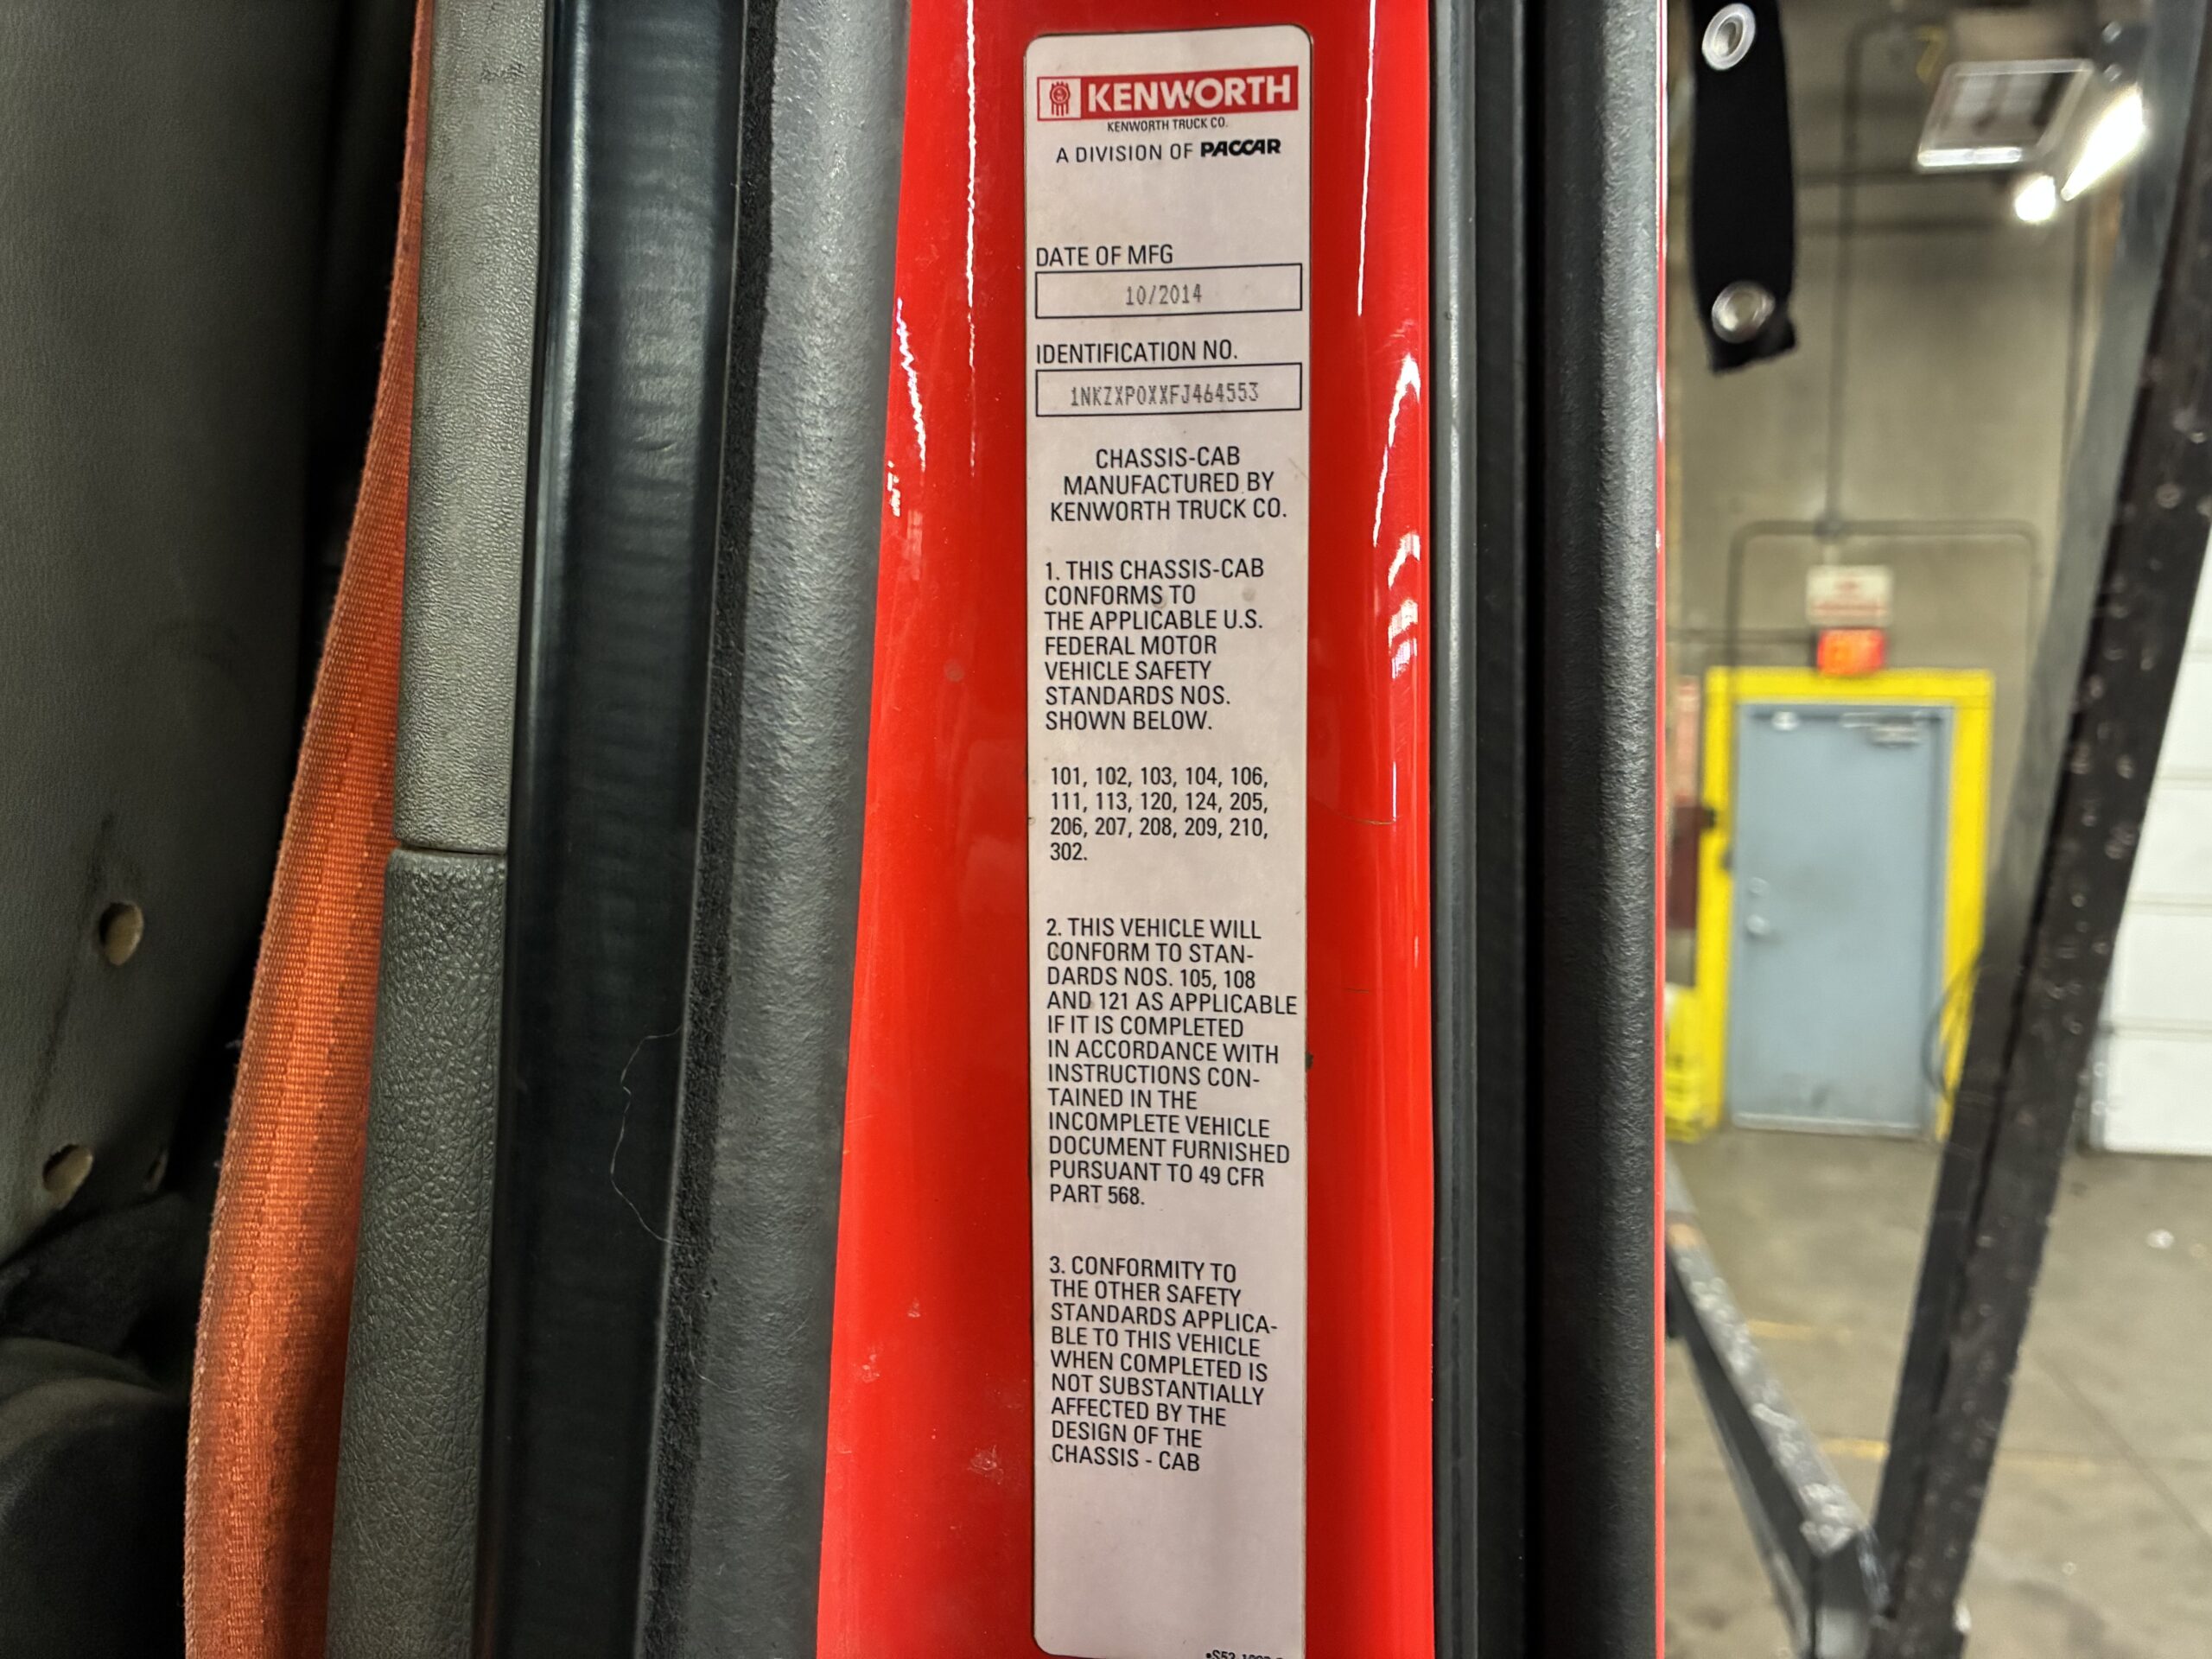 KENWORTH
KENWORTH TRUCK CO.
A DIVISION OF PACCAR
DATE OF MFG
10/2014
IDENTIFICATION NO.
1NKZXP0XXFJ464553
CHASSIS-CAB
MANUFACTURED BY
KENWORTH TRUCK CO.
1. THIS CHASSIS-CAB
CONFORMS TO
THE APPLICABLE U.S.
FEDERAL MOTOR
VEHICLE SAFETY
STANDARDS NOS.
SHOWN BELOW.
101, 102, 103, 104, 106,
111, 113, 120, 124, 205,
206, 207, 208, 209, 210,
302.
2. THIS VEHICLE WILL
CONFORM TO STAN-
DARDS NOS. 105, 108
AND 121 AS APPLICABLE
IF IT IS COMPLETED
IN ACCORDANCE WITH
INSTRUCTIONS CON-
TAINED IN THE
INCOMPLETE VEHICLE
DOCUMENT FURNISHED
PURSUANT TO 49 CFR
PART 568.
3. CONFORMITY TO
THE OTHER SAFETY
STANDARDS APPLICA-
BLE TO THIS VEHICLE
WHEN COMPLETED IS
NOT SUBSTANTIALLY
AFFECTED BY THE
DESIGN OF THE
CHASSIS - CAB